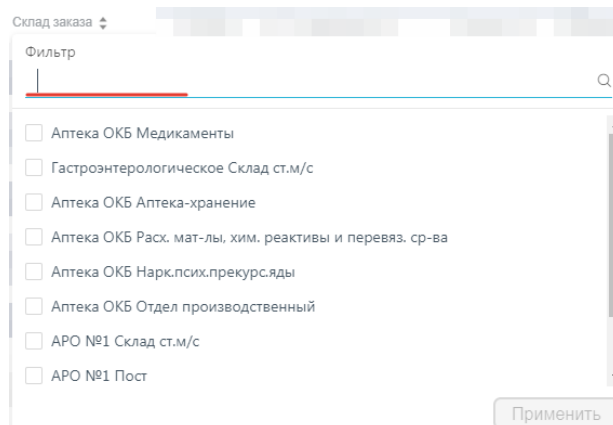 Склад заказа
Фильтр
Аптека ОКБ Медикаменты
Гастроэнтерологическое Склад ст.м/с
Аптека ОКБ Аптека-хранение
Аптека ОКБ Расх. мат-лы, хим. реактивы и перевяз. ср-ва
Аптека ОКБ Нарк.псих.прекурс.яды
Аптека ОКБ Отдел производственный
АРО №1 Склад ст.м/с
АРО №1 Пост
Применить